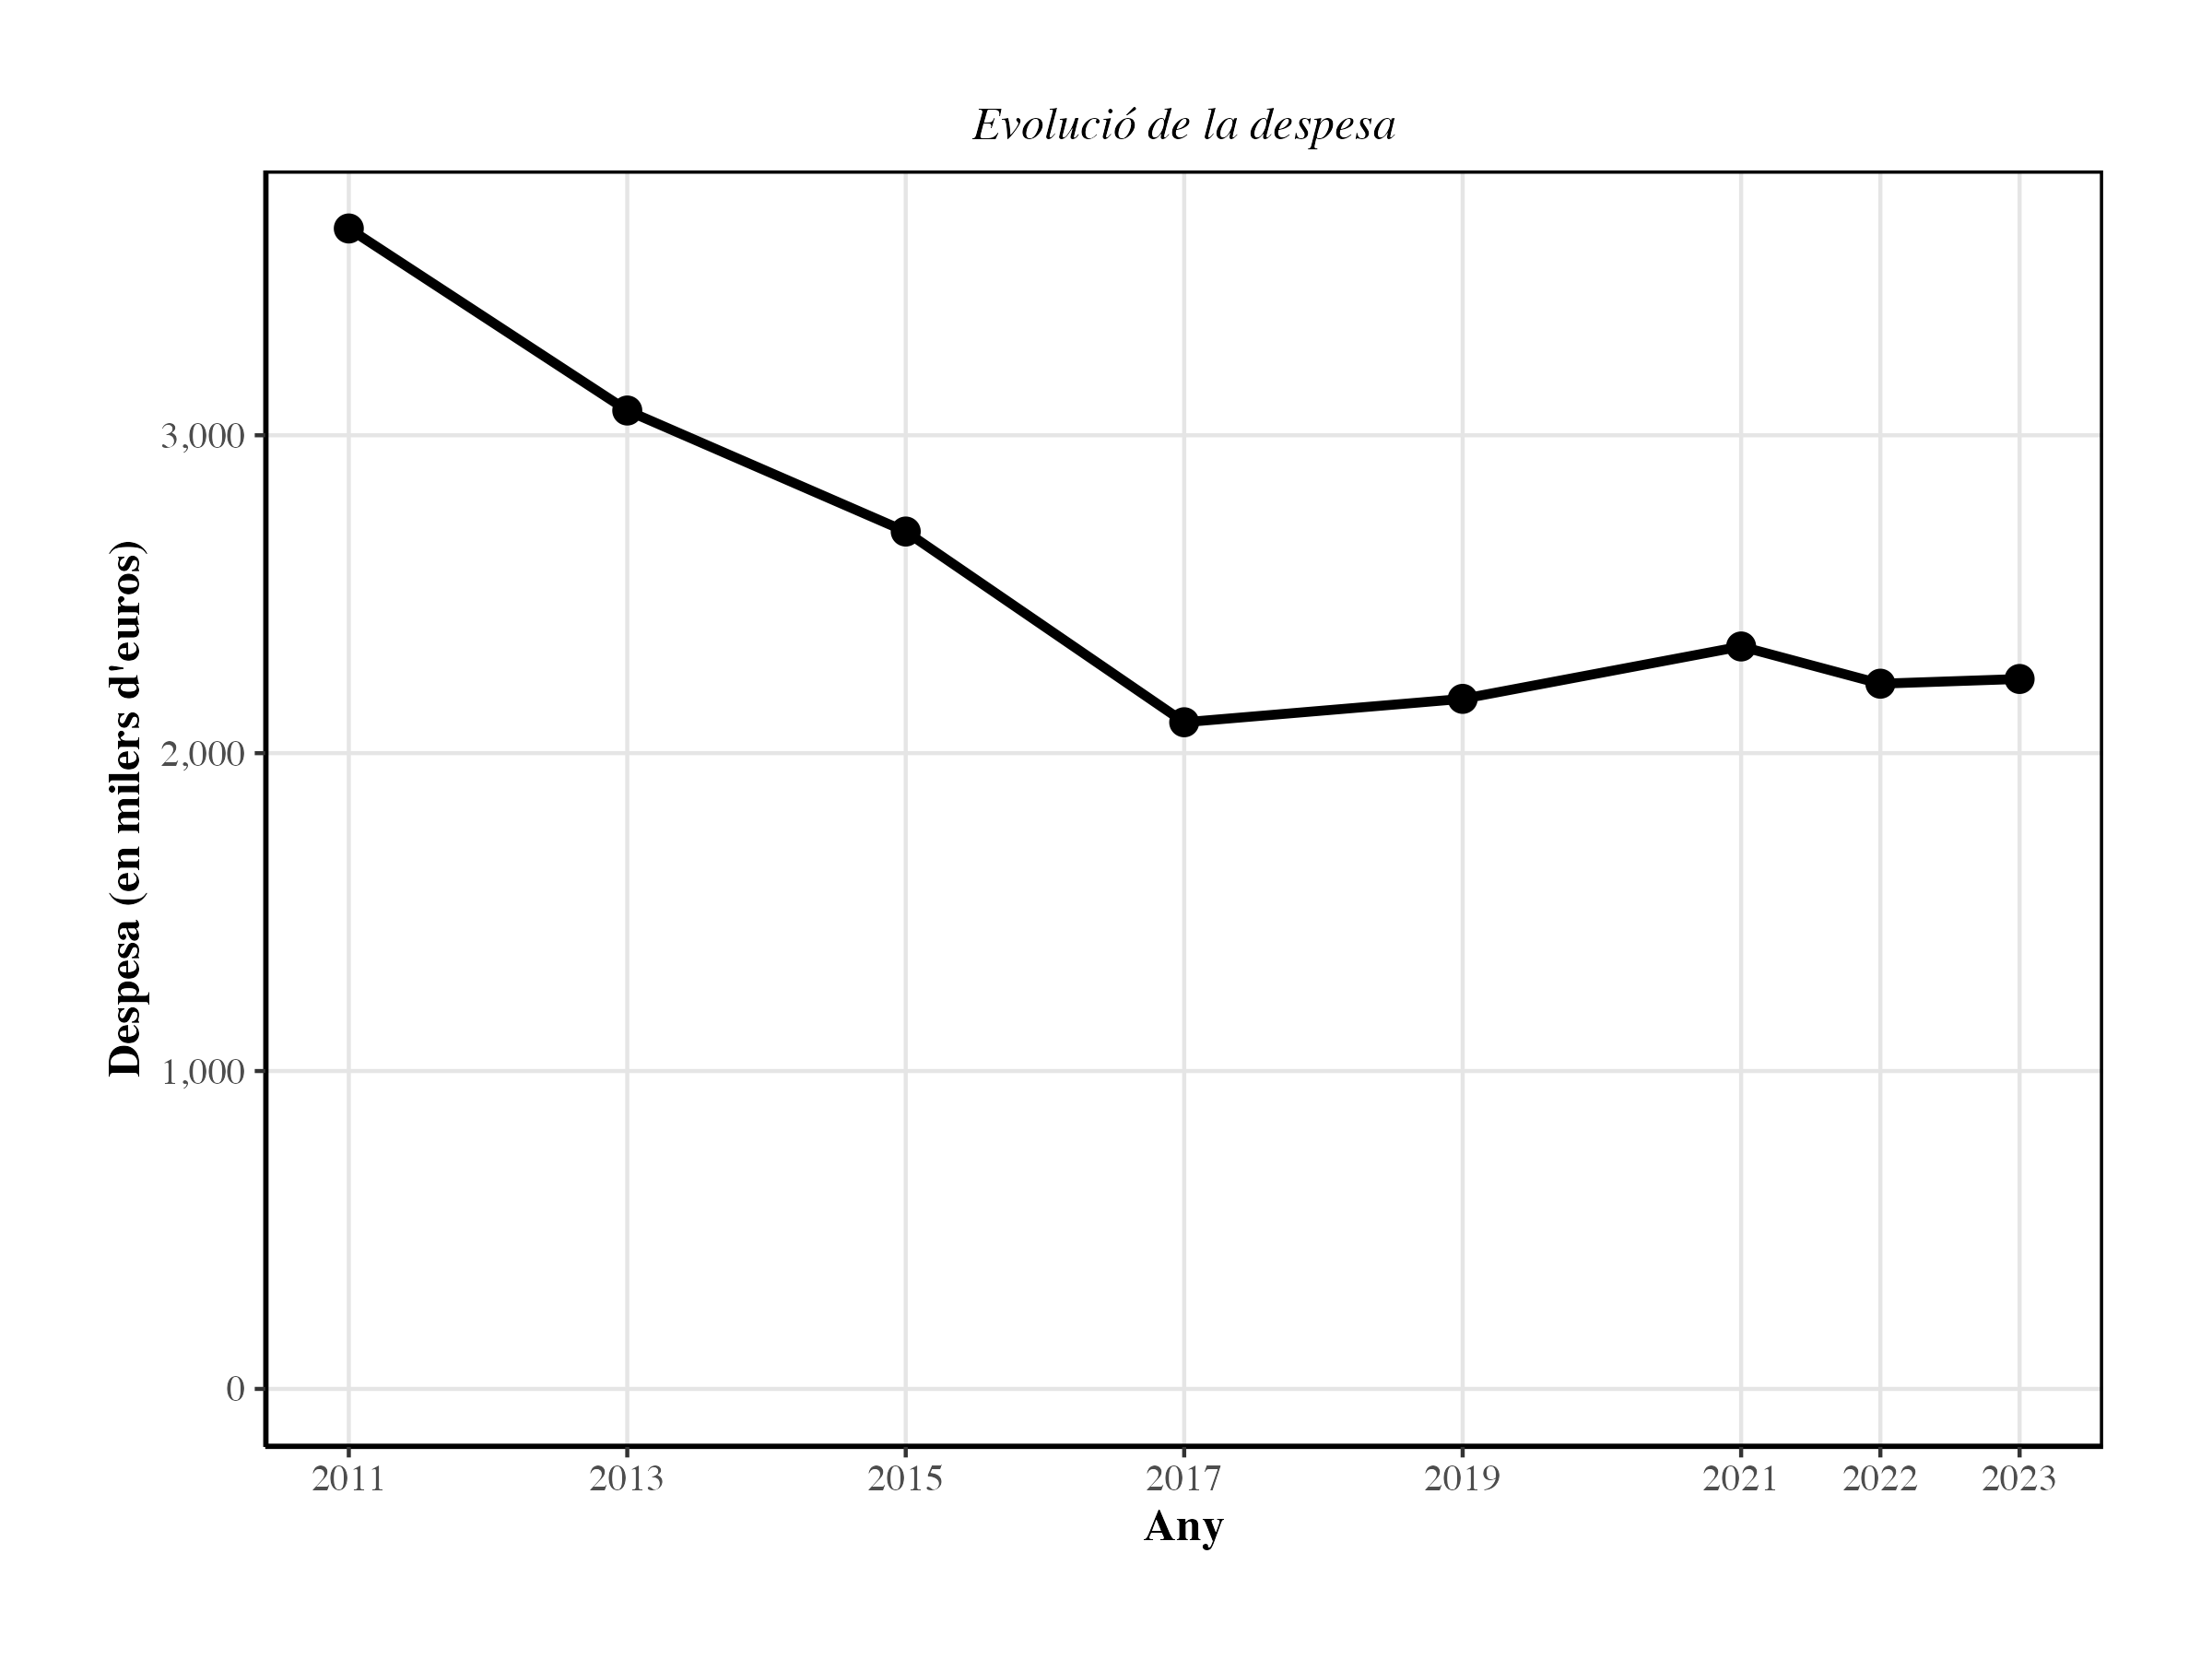 Evolució de la despesa
Despesa (en milers d'euros)
3,000
2,000
1,000
0
2011 2013 2015 2017 2019 2021 2022 2023
Any